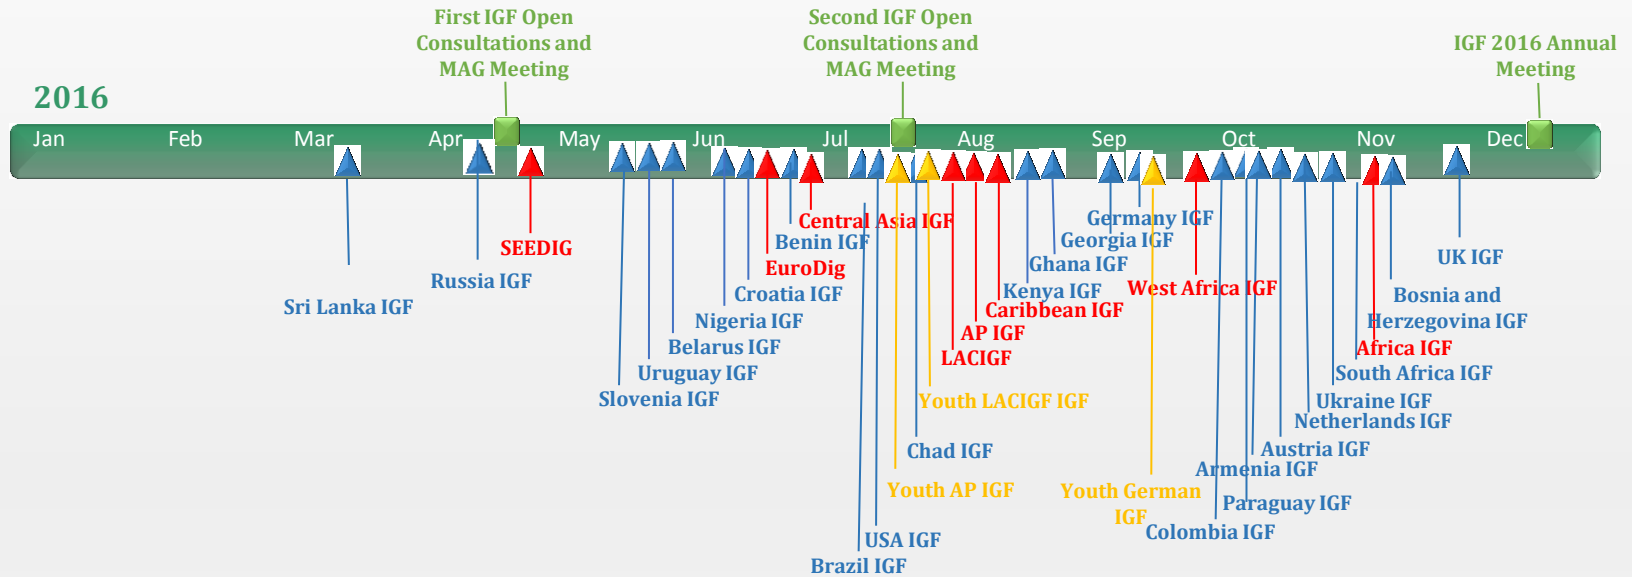 First IGF Open
Consultations and
MAG Meeting
Second IGF Open
Consultations and
MAG Meeting
IGF 2016 Annual
Meeting
2016
Jan Feb Mar Apr May Jun Jul Aug Sep Oct Nov Dec
SEEDIG
Russia IGF
Sri Lanka IGF
Central Asia IGF
Benin IGF
EuroDig
Croatia IGF
Nigeria IGF
Belarus IGF
Uruguay IGF
Slovenia IGF
Germany IGF
Georgia IGF
Ghana IGF
Kenya IGF
Caribbean IGF
AP IGF
LACIGF
Youth LACIGF IGF
Chad IGF
Youth AP IGF
USA IGF
Brazil IGF
West Africa IGF
UK IGF
Bosnia and
Herzegovina IGF
Africa IGF
South Africa IGF
Ukraine IGF
Netherlands IGF
Austria IGF
Armenia IGF
Paraguay IGF
Colombia IGF
Youth German
IGF